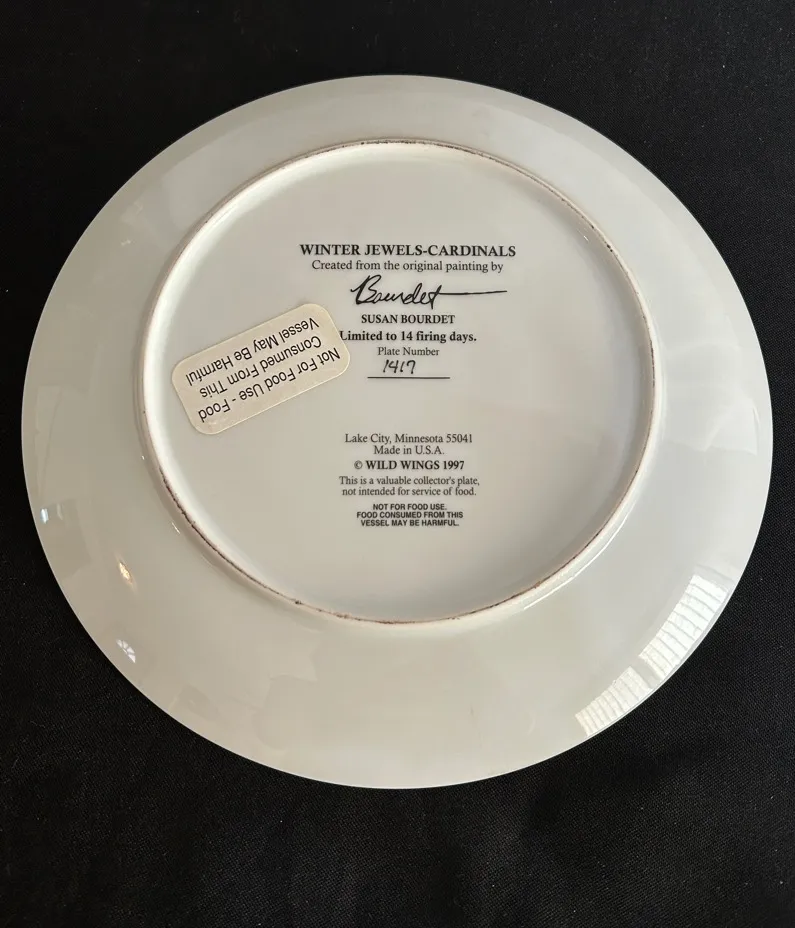 WINTER JEWELS-CARDINALS
Created from the original painting by
Bourdet
SUSAN BOURDET
Limited to 14 firing days.
Plate Number
1417
Not For Food Use - Food
Consumed From This
Vessel May Be Harmful
Lake City, Minnesota 55041
Made in U.S.A.
© WILD WINGS 1997
This is a valuable collector's plate,
not intended for service of food.
NOT FOR FOOD USE.
FOOD CONSUMED FROM THIS
VESSEL MAY BE HARMFUL.